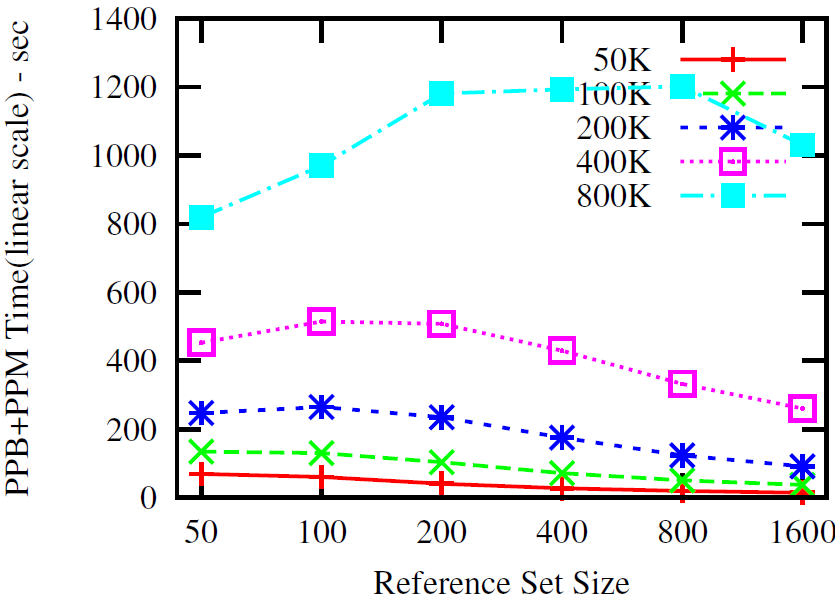 PPB+PPM Time(linear scale) - sec
1400
1200
1000
800
600
400
200
0
50K
100K
200K
400K
800K
50 100 200 400 800 1600
Reference Set Size